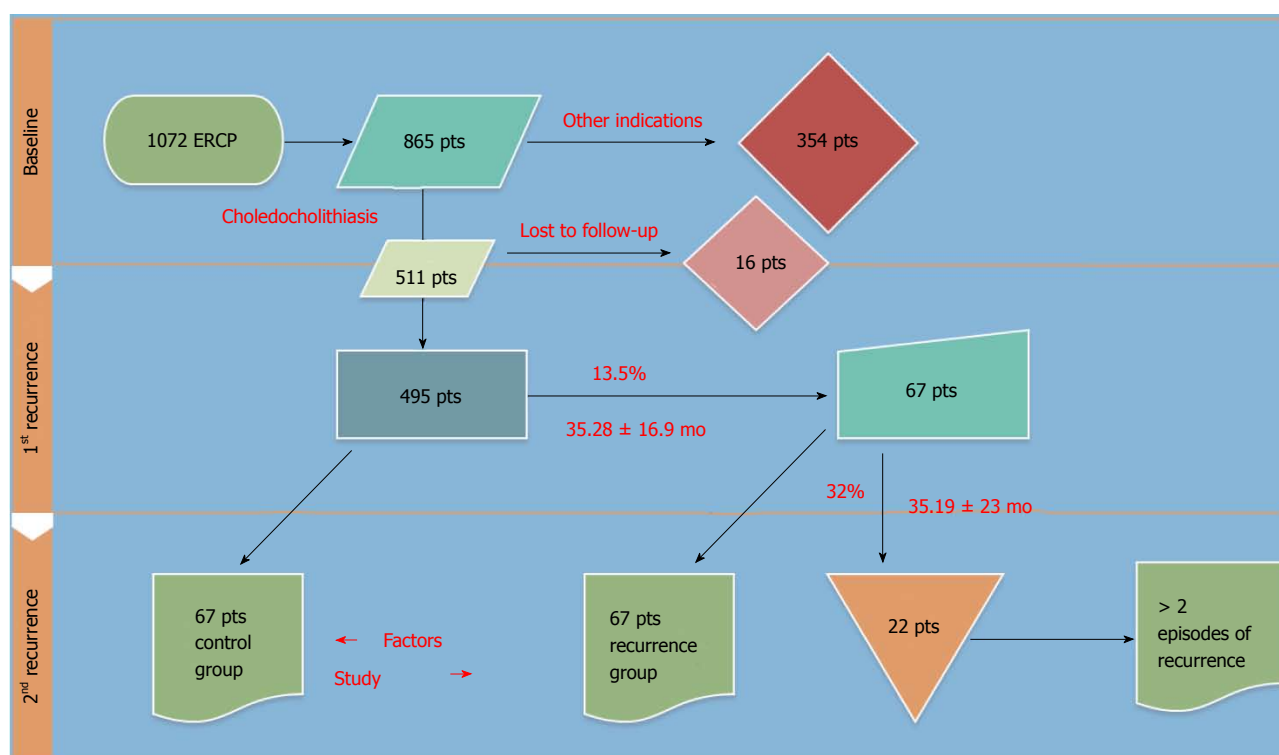 Baseline
1072 ERCP
865 pts
Other indications
354 pts
Choledocholithiasis
Lost to follow-up
511 pts
16 pts
1st recurrence
495 pts
13.5%
35.28 ± 16.9 mo
67 pts
32%
35.19 ± 23 mo
2nd recurrence
67 pts
control
group
Factors
Study
67 pts
recurrence
group
22 pts
> 2
episodes of
recurrence